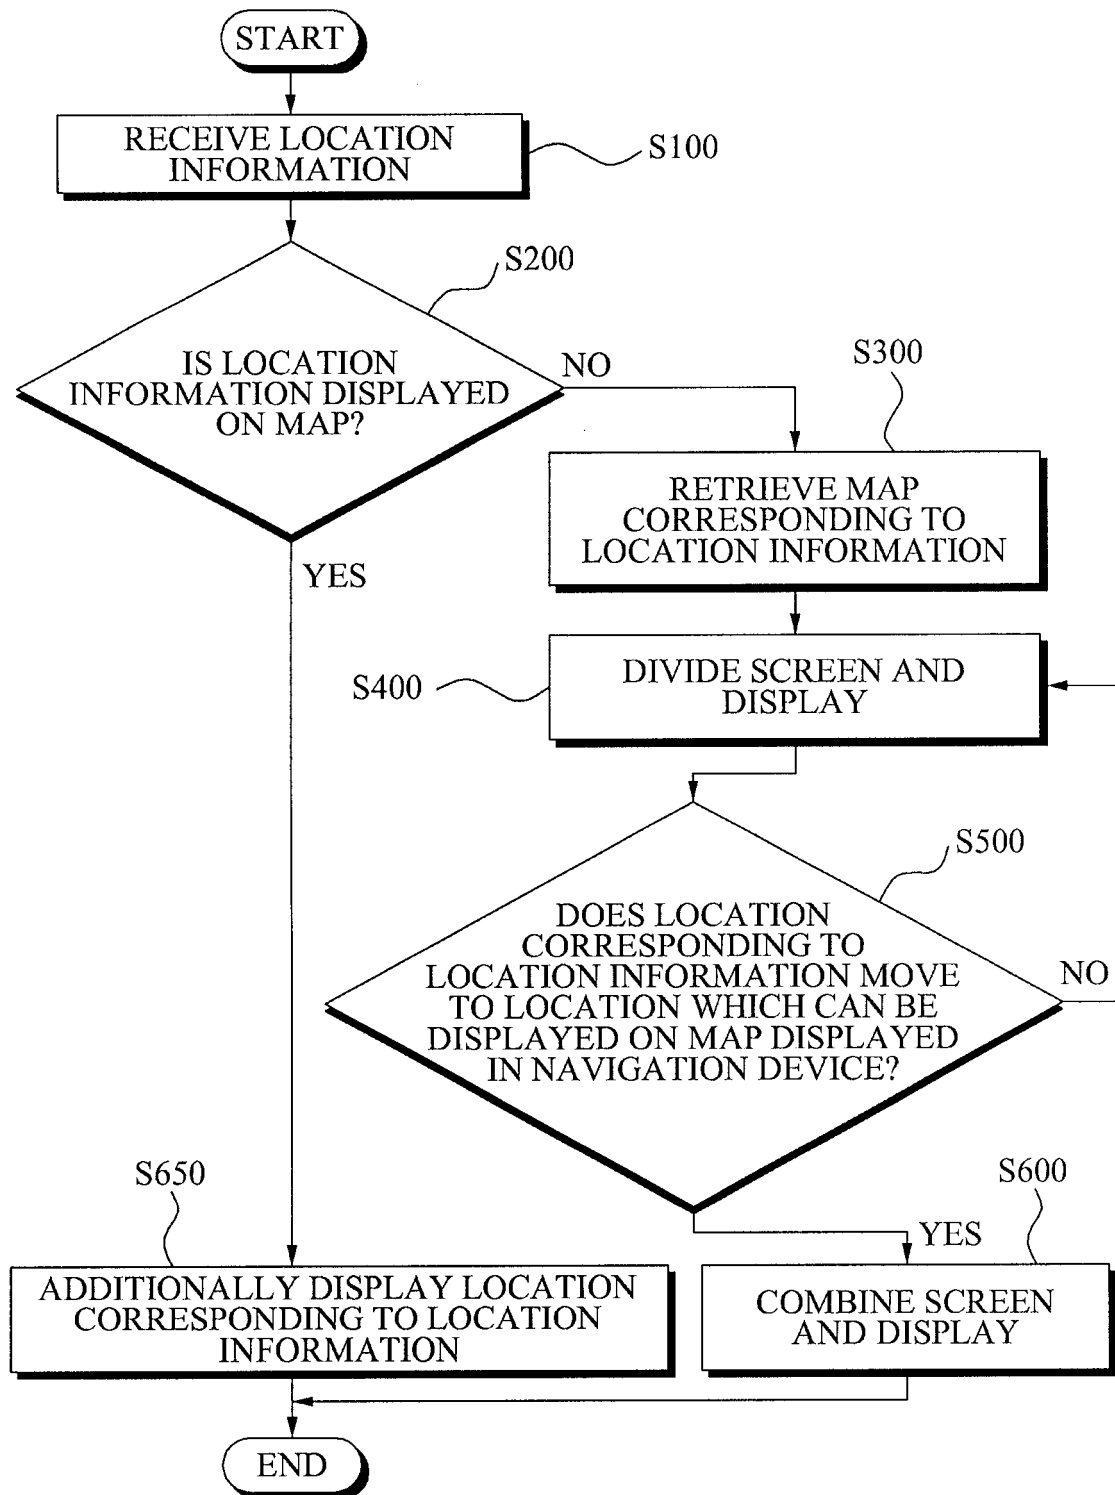 START
RECEIVE LOCATION
INFORMATION
S100
S200
IS LOCATION
INFORMATION DISPLAYED
ON MAP?
NO
YES
S300
RETRIEVE MAP
CORRESPONDING TO
LOCATION INFORMATION
S400
DIVIDE SCREEN AND
DISPLAY
S500
DOES LOCATION
CORRESPONDING TO
LOCATION INFORMATION MOVE
TO LOCATION WHICH CAN BE
DISPLAYED ON MAP DISPLAYED
IN NAVIGATION DEVICE?
NO
YES
S650
ADDITIONALLY DISPLAY LOCATION
CORRESPONDING TO LOCATION
INFORMATION
S600
COMBINE SCREEN
AND DISPLAY
END